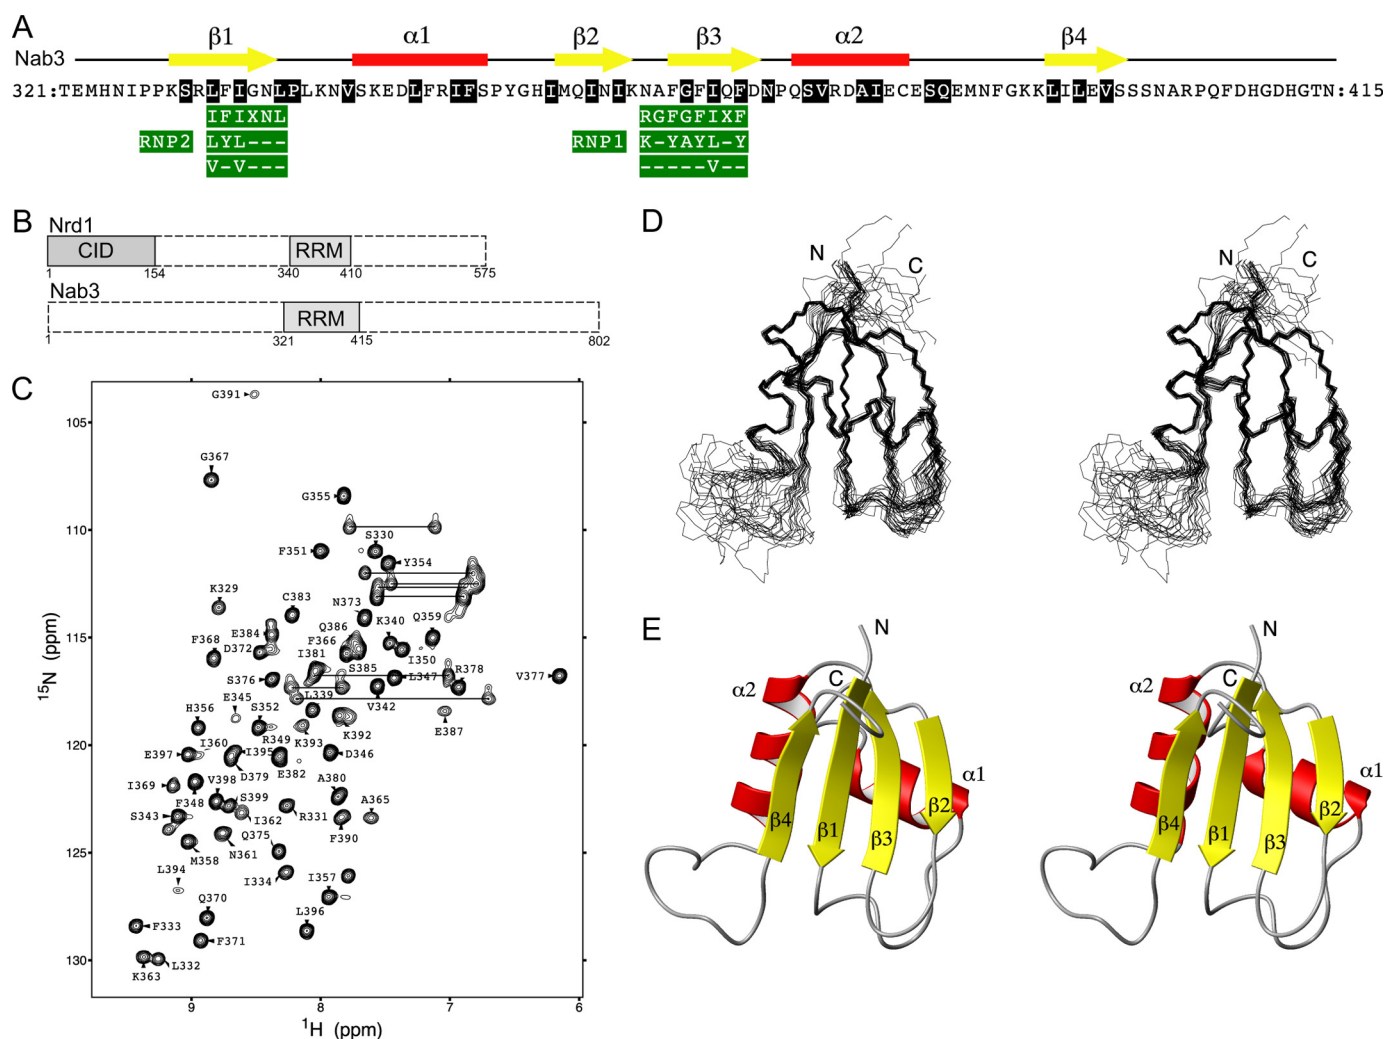 A
β1 α1 β2 β3 α2 β4
Nab3
321:TEMHNIPPKSRLFIGNLPLKNVSKEDLFRIFSPYGHIMQINIKNAFGFIQFDNPQSVRDAIECESQEMNFGKKLILEVSSSNARPQFDHGDHGTN:415
IFIXNL RGFGFIXF
RNP2 LYL--- RNP1 K-YAYL-Y
V-V--- -----V--
B
Nrd1
CID RRM
1 154 340 410 575
Nab3
RRM
1 321 415 802
C
G391
105
G367
G355
110
S330
F351
Y354
K329
C383
N373
Q359
Q386
K340
115
E384
F366
F368
D372
I381
I350
S385
R378
L347
V377
S376
L339
E345
V342
H356
S352
K392
E387
R349
K393
120
I360
I395
E397
D346
E382
D379
A380
I369
V398
A365
F348
S399
S343
I362
R331
F390
Q375
M358
N361
125
L394
I334
I357
Q370
L396
F333
F371
130
L332
K363
9 8 7 6
15N (ppm)
1H (ppm)
D
N C
N C
E
N
C
α2
α1
β4 β1 β3 β2
N
C
α2
α1
β4 β1 β3 β2